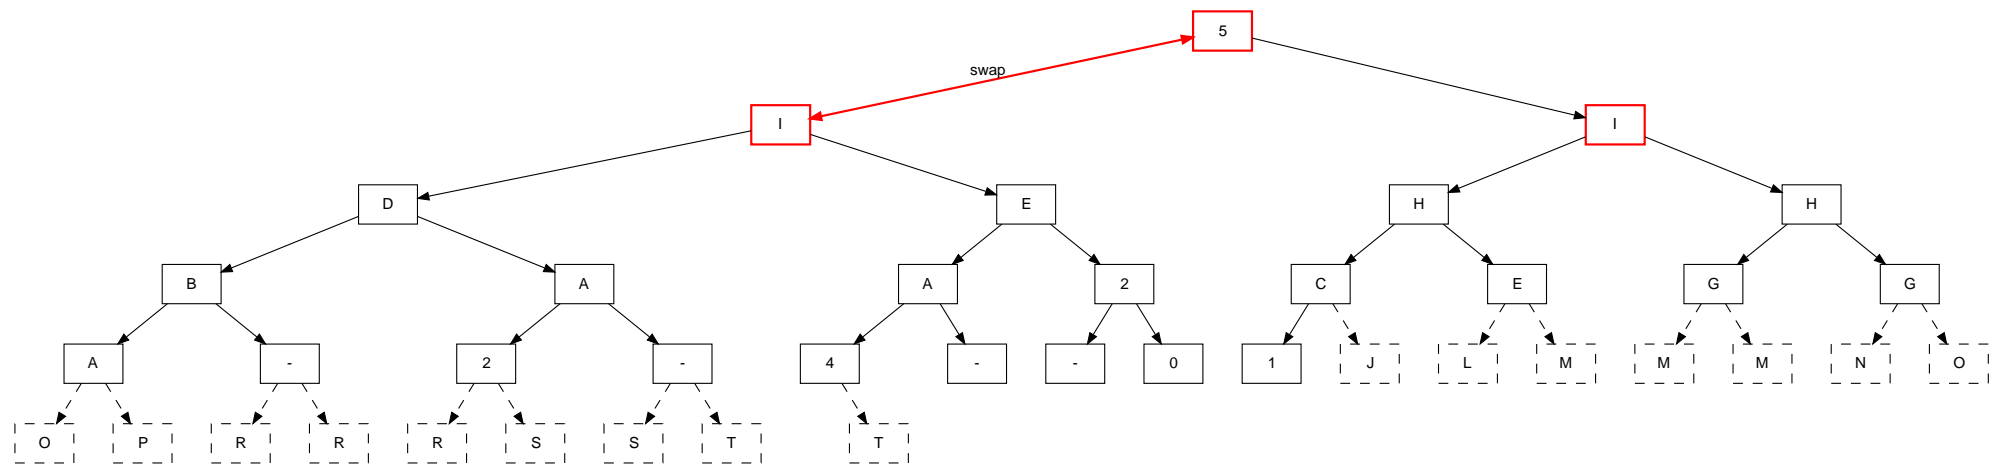 5
swap
I I
D E H H
B A A 2 C E G G
A - 2 - 4 - - 0 1 J L M M M N O
O P R R R S S T T